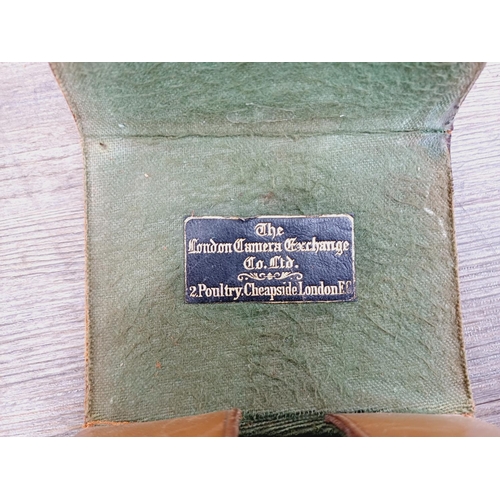 The
London Camera Exchange
Co. Ltd.
2. Poultry. Cheapside London E.C.